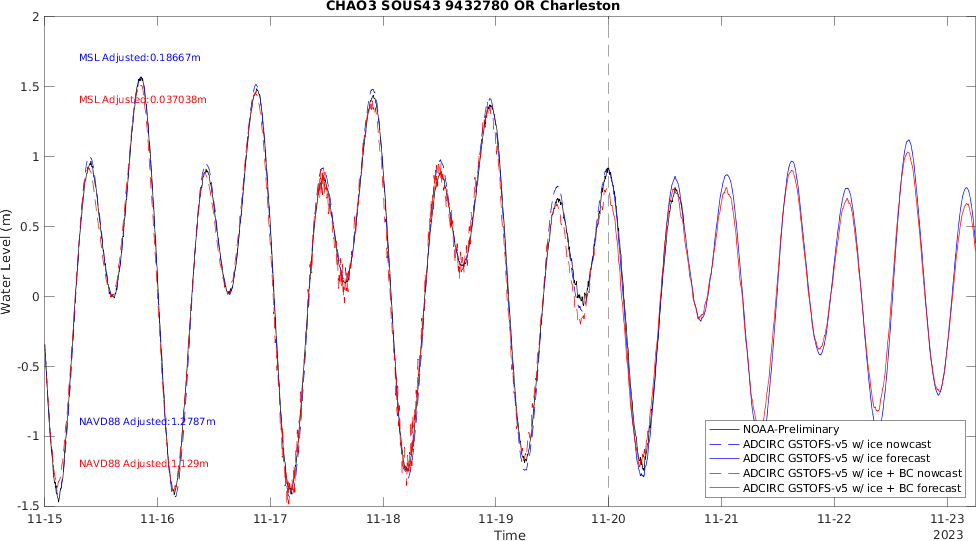 CHAO3 SOUS43 9432780 OR Charleston
2
1.5
1
0.5
0
-0.5
-1
-1.5
Water Level (m)
MSL Adjusted:0.18667m
MSL Adjusted:0.037038m
NAVD88 Adjusted:1.2787m
NAVD88 Adjusted:1.129m
NOAA-Preliminary
ADCIRC GSTOFS-v5 w/ ice nowcast
ADCIRC GSTOFS-v5 w/ ice forecast
ADCIRC GSTOFS-v5 w/ ice + BC nowcast
ADCIRC GSTOFS-v5 w/ ice + BC forecast
11-15 11-16 11-17 11-18 11-19 11-20 11-21 11-22 11-23
Time 2023